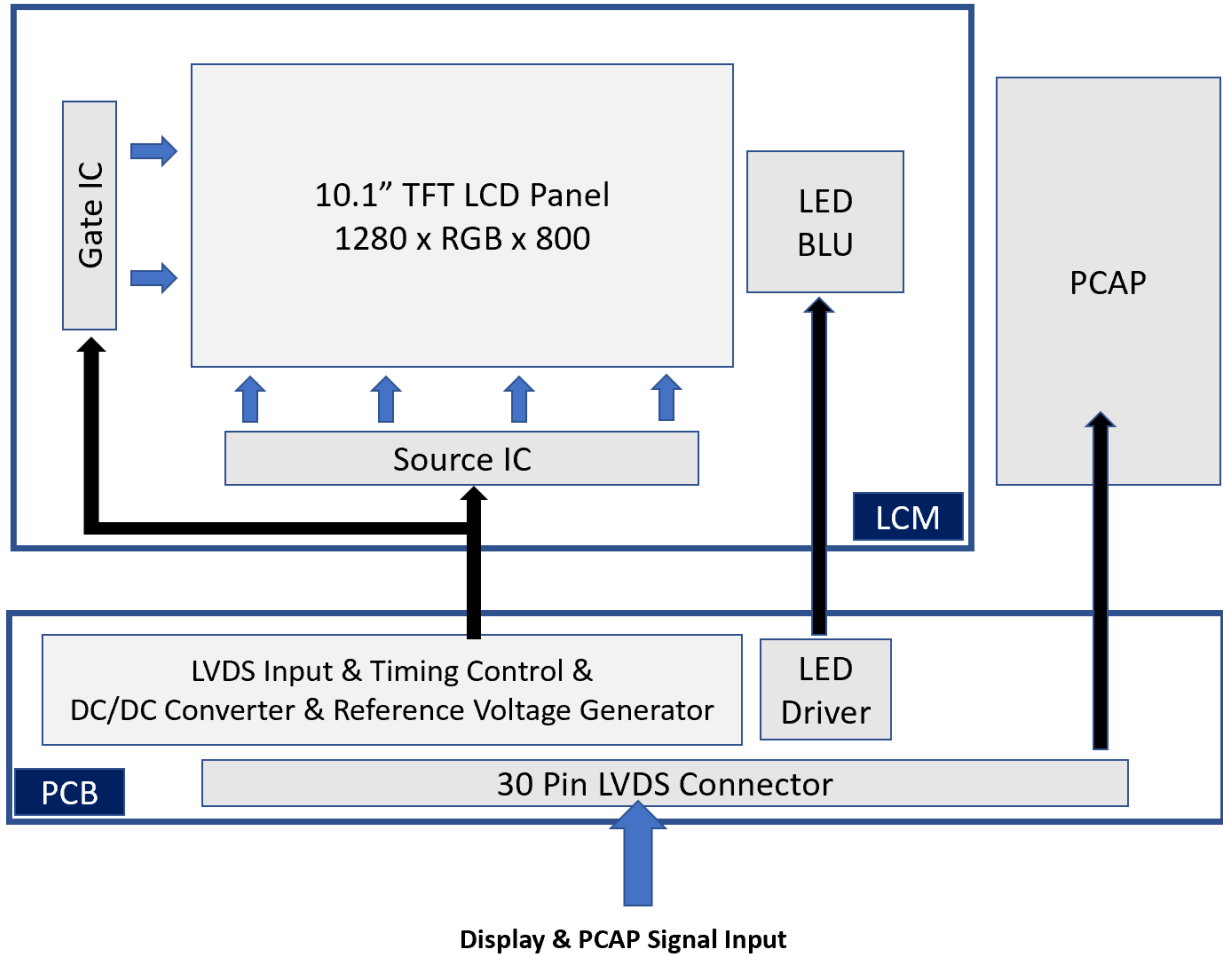 Gate IC
10.1” TFT LCD Panel
1280 x RGB x 800
LED
BLU
PCAP
Source IC
LCM
LVDS Input & Timing Control &
DC/DC Converter & Reference Voltage Generator
LED
Driver
PCB
30 Pin LVDS Connector
Display & PCAP Signal Input